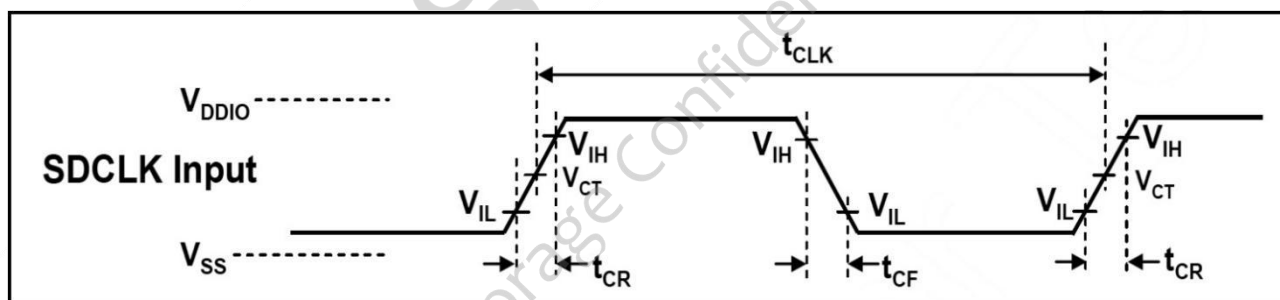 tCLK
VDDIO
VIH
VIH
VIH
SDCLK Input
VCT
VCT
VIL
VIL
VIL
VSS
tCR
tCF
tCR